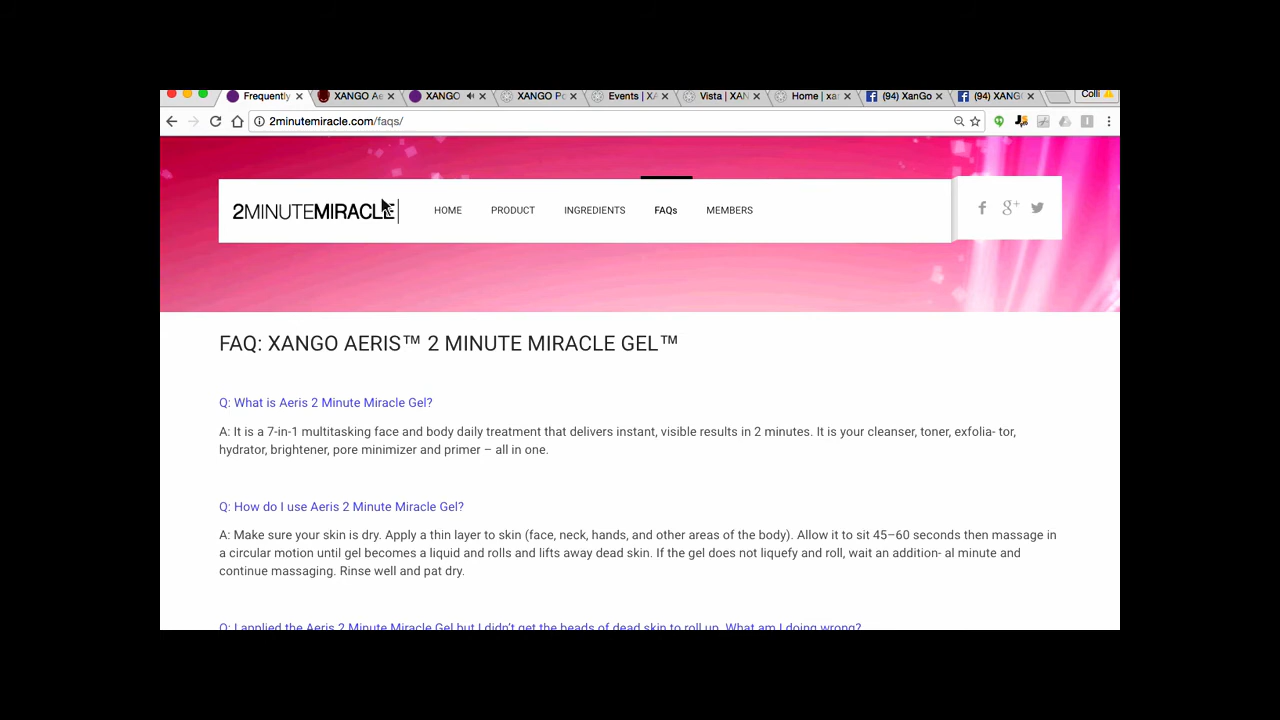 Frequently
XANGO Ae
XANGO
XANGO P
Events | XA
Vista | XAN
Home | xa
(94) XanGo
(94) XANG
Colli
2minutemiracle.com/faqs/
2MINUTEMIRACLE
HOME
PRODUCT
INGREDIENTS
FAQs
MEMBERS
FAQ: XANGO AERIS™ 2 MINUTE MIRACLE GEL™
Q: What is Aeris 2 Minute Miracle Gel?
A: It is a 7-in-1 multitasking face and body daily treatment that delivers instant, visible results in 2 minutes. It is your cleanser, toner, exfolia- tor,
hydrator, brightener, pore minimizer and primer – all in one.
Q: How do I use Aeris 2 Minute Miracle Gel?
A: Make sure your skin is dry. Apply a thin layer to skin (face, neck, hands, and other areas of the body). Allow it to sit 45–60 seconds then massage in
a circular motion until gel becomes a liquid and rolls and lifts away dead skin. If the gel does not liquefy and roll, wait an addition- al minute and
continue massaging. Rinse well and pat dry.
Q: I applied the Aeris 2 Minute Miracle Gel but I didn't get the beads of dead skin to roll up. What am I doing wrong?